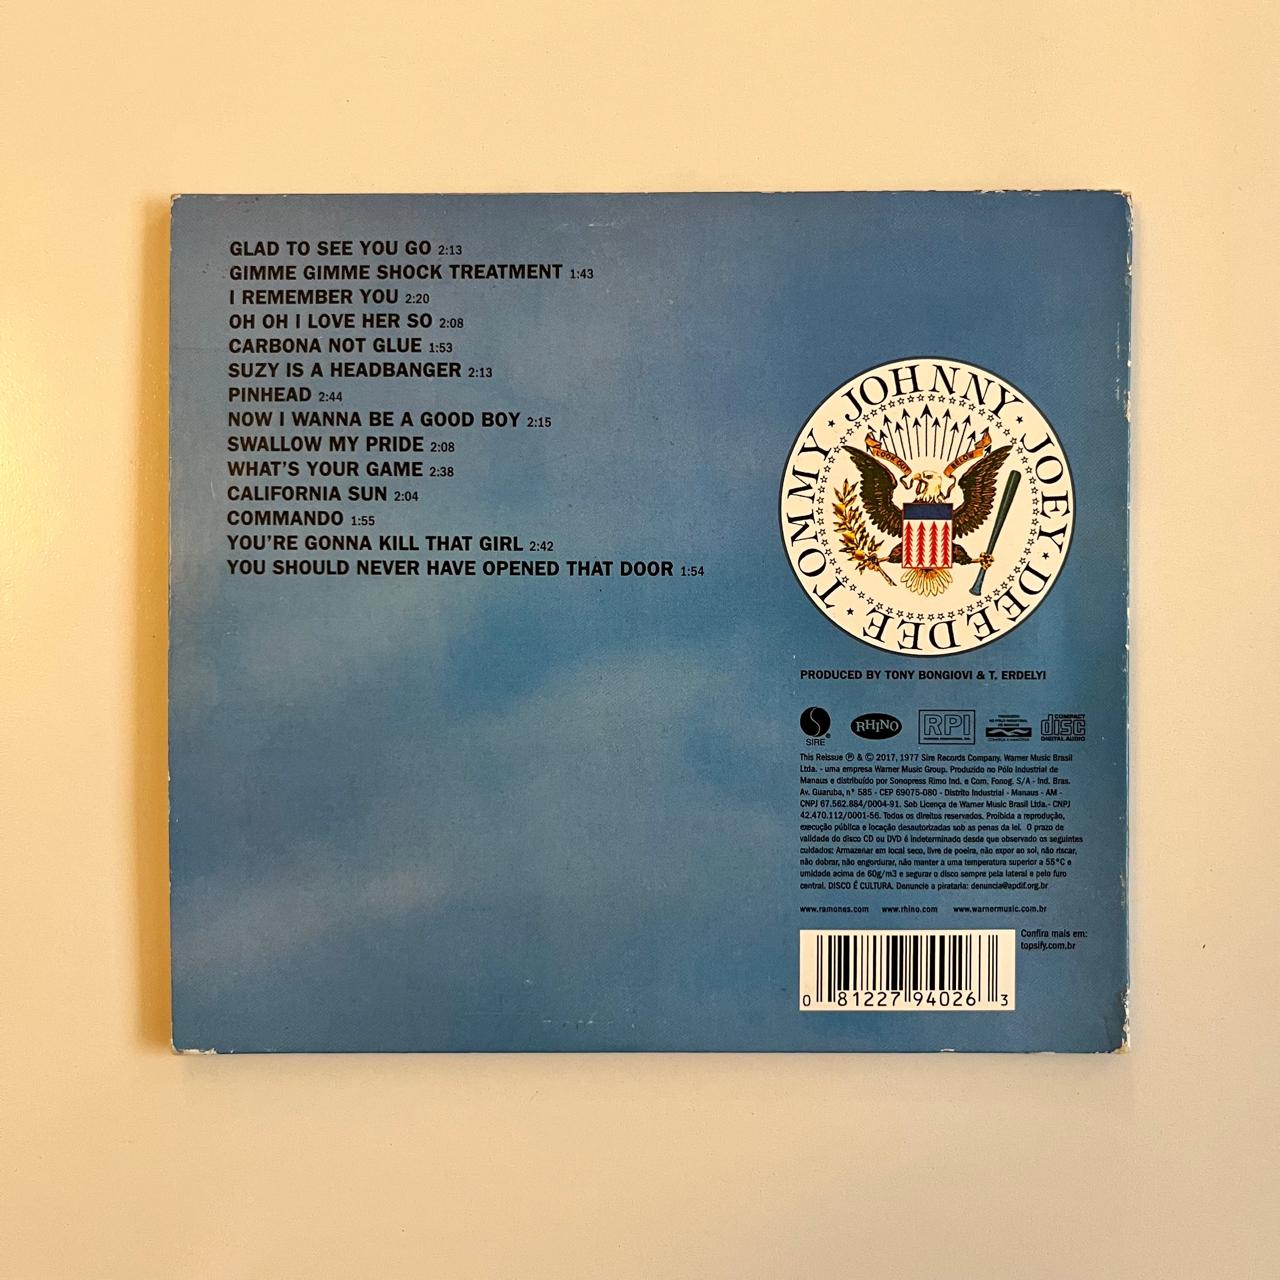 GLAD TO SEE YOU GO 2:13
GIMME GIMME SHOCK TREATMENT 1:43
I REMEMBER YOU 2:20
OH OH I LOVE HER SO 2:08
CARBONA NOT GLUE 1:53
SUZY IS A HEADBANGER 2:13
PINHEAD 2:44
NOW I WANNA BE A GOOD BOY 2:15
SWALLOW MY PRIDE 2:08
WHAT'S YOUR GAME 2:38
CALIFORNIA SUN 2:04
COMMANDO 1:55
YOU'RE GONNA KILL THAT GIRL 2:42
YOU SHOULD NEVER HAVE OPENED THAT DOOR 1:54
JOHNNY · JOEY · DEE DEE · TOMMY ·
LOOK OUT BELOW
PRODUCED BY TONY BONGIOVI & T. ERDELYI
SIRE
RHINO
RPI
COMPACT disc DIGITAL AUDIO
This Reissue ℗ & © 2017, 1977 Sire Records Company. Warner Music Brasil
Ltda. - uma empresa Warner Music Group. Produzido no Pólo Industrial de
Manaus e distribuído por Sonopress Rimo Ind. e Com. Fonog. S/A - Ind. Bras.
Av. Guaruba, n° 585 - CEP 69075-080 - Distrito Industrial - Manaus - AM -
CNPJ 67.562.884/0004-91. Sob Licença de Warner Music Brasil Ltda.- CNPJ
42.470.112/0001-56. Todos os direitos reservados. Proibida a reprodução,
execução pública e locação desautorizadas sob as penas da lei. O prazo de
validade do disco CD ou DVD é indeterminado desde que observado os seguintes
cuidados: Armazenar em local seco, livre de poeira, não expor ao sol, não riscar,
não dobrar, não engordurar, não manter a uma temperatura superior a 55°C e
umidade acima de 60g/m3 e segurar o disco sempre pela lateral e pelo furo
central. DISCO É CULTURA. Denuncie a pirataria: denuncia@apdif.org.br
www.ramones.com www.rhino.com www.warnermusic.com.br
Confira mais em:
topsify.com.br
0 81227 94026 3